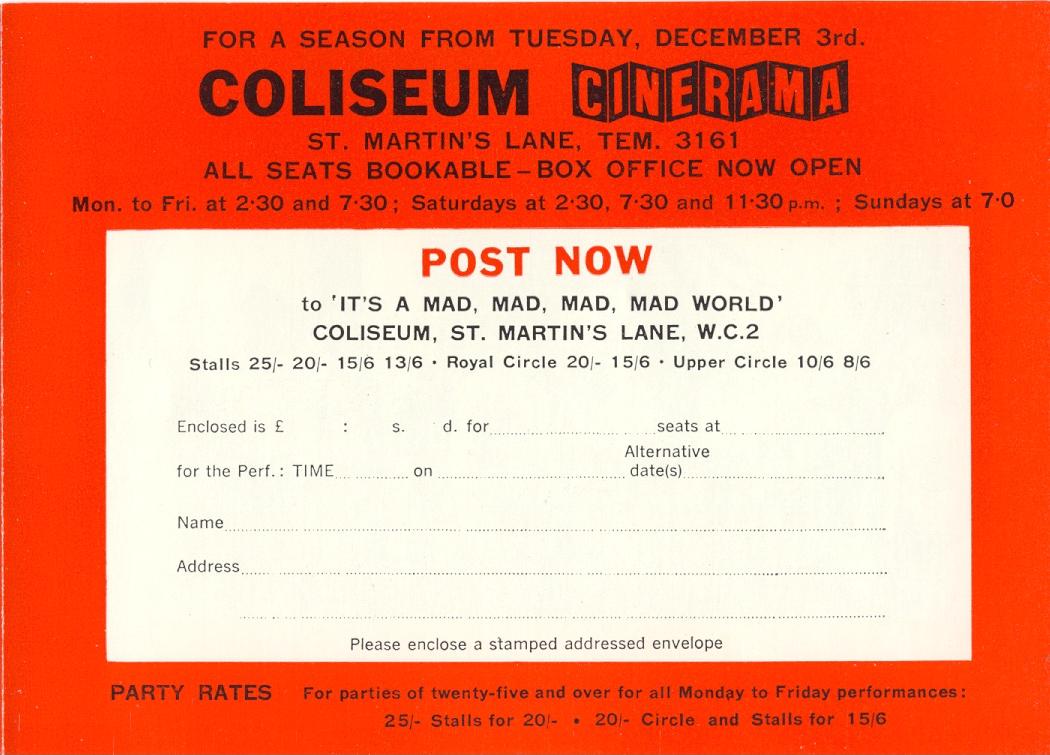 FOR A SEASON FROM TUESDAY, DECEMBER 3rd.
COLISEUM CINERAMA
ST. MARTIN'S LANE, TEM. 3161
ALL SEATS BOOKABLE – BOX OFFICE NOW OPEN
Mon. to Fri. at 2·30 and 7·30 ; Saturdays at 2·30, 7·30 and 11·30 p.m. ; Sundays at 7·0
POST NOW
to 'IT'S A MAD, MAD, MAD, MAD WORLD'
COLISEUM, ST. MARTIN'S LANE, W.C.2
Stalls 25/- 20/- 15/6 13/6 · Royal Circle 20/- 15/6 · Upper Circle 10/6 8/6
Enclosed is £ : s. d. for seats at
for the Perf.: TIME on Alternative date(s)
Name
Address
Please enclose a stamped addressed envelope
PARTY RATES For parties of twenty-five and over for all Monday to Friday performances:
25/- Stalls for 20/- • 20/- Circle and Stalls for 15/6